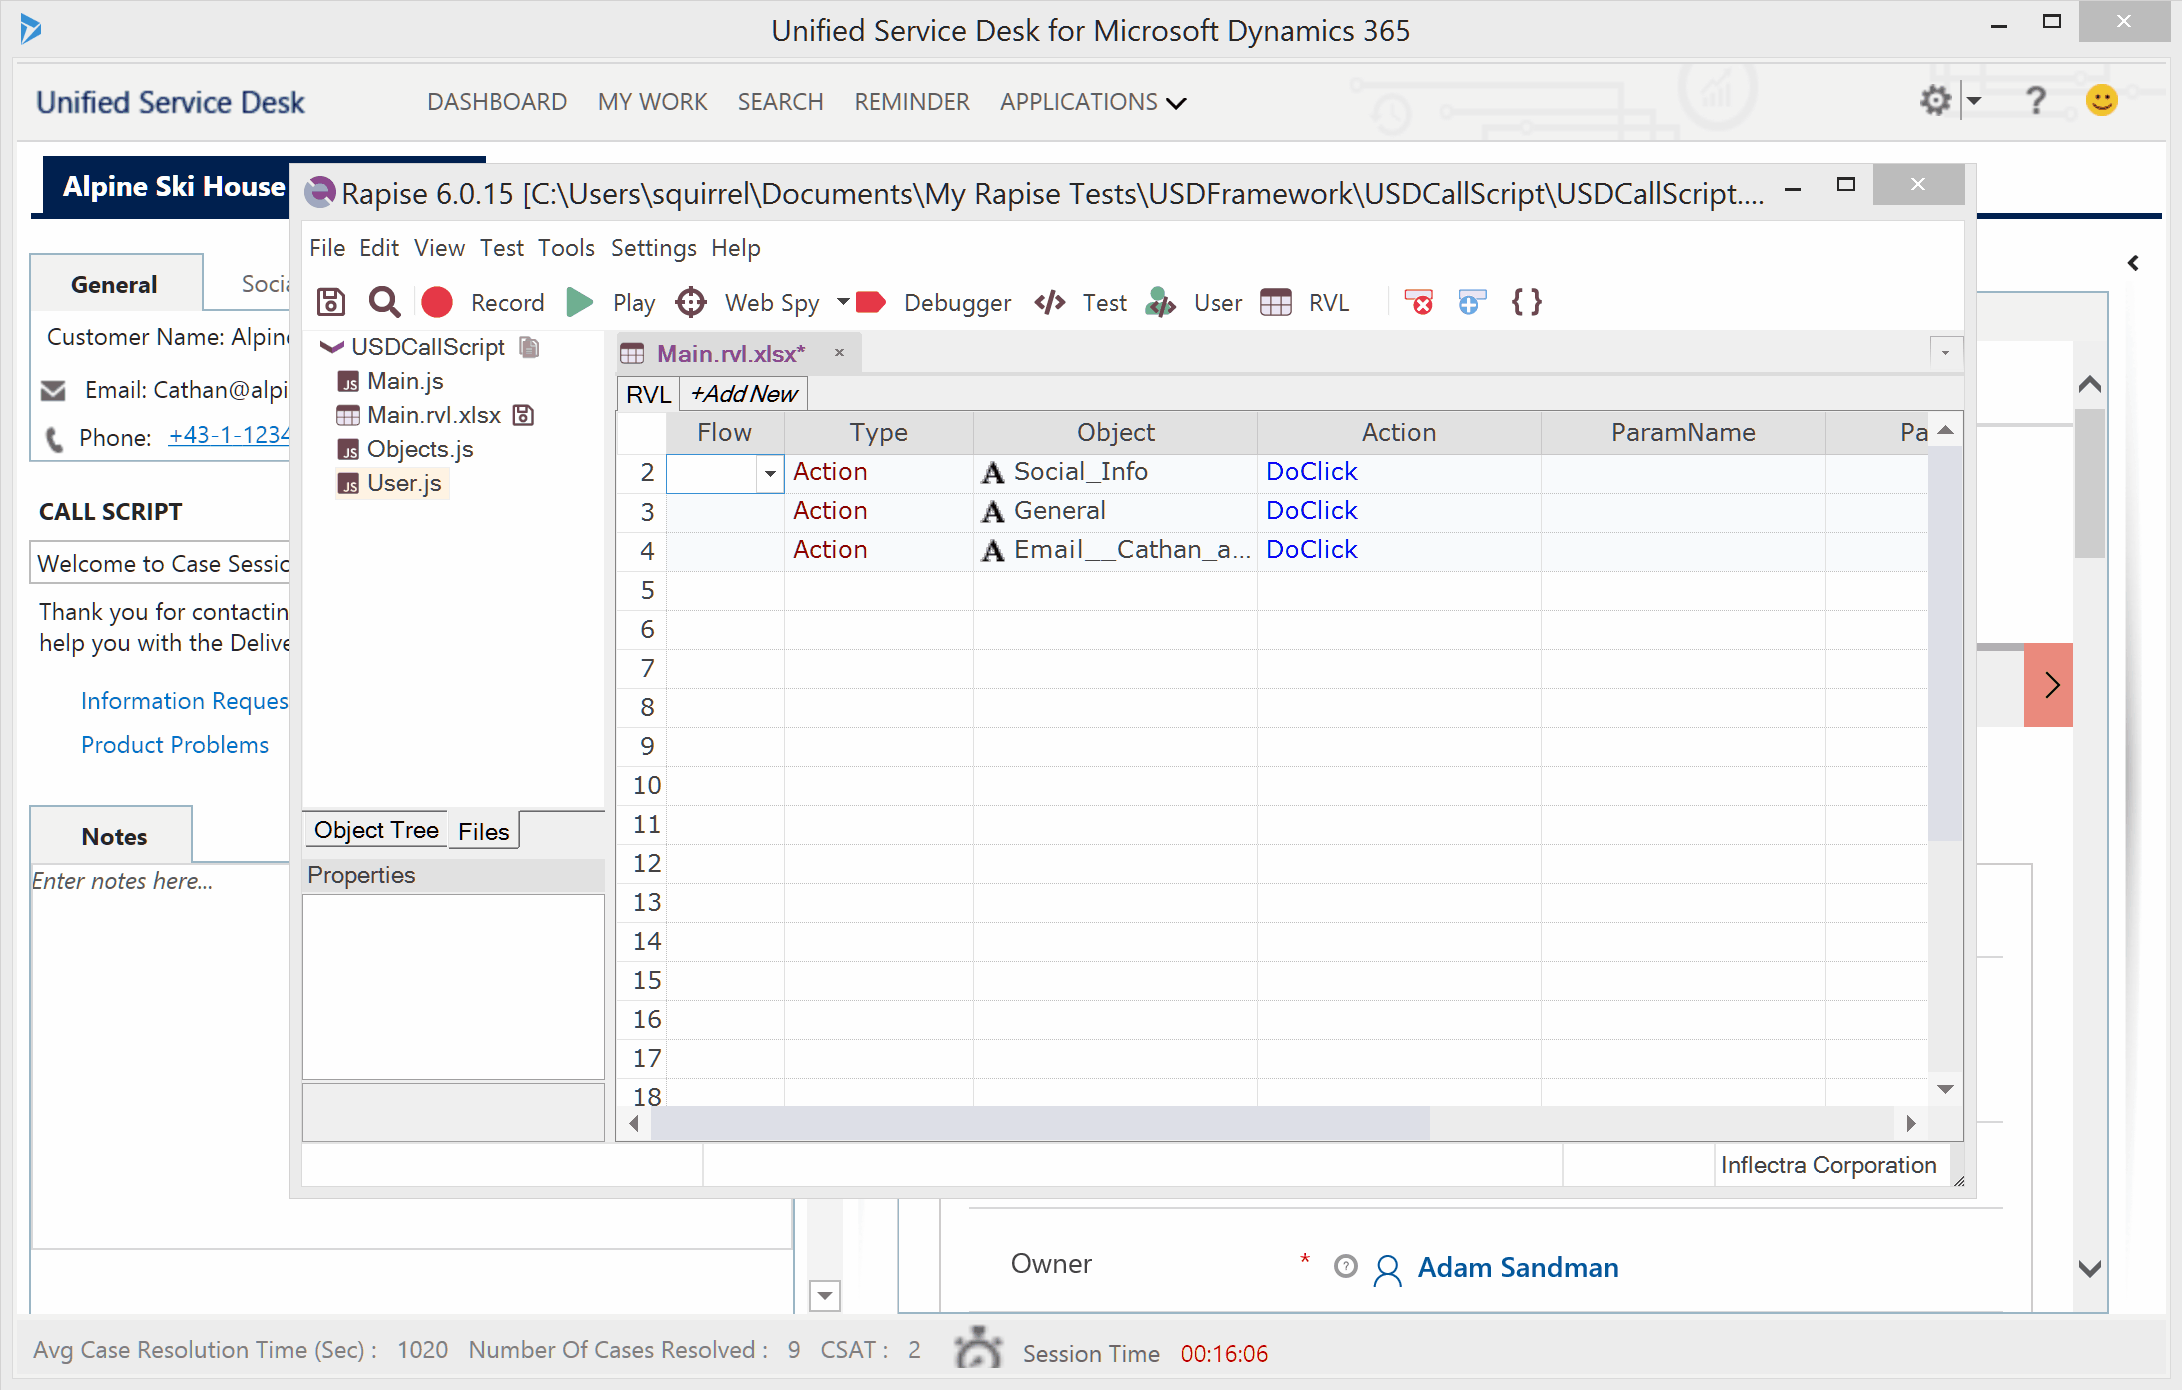 Unified Service Desk for Microsoft Dynamics 365
Unified Service Desk
DASHBOARD MY WORK SEARCH REMINDER APPLICATIONS
?
Alpine Ski House
Rapise 6.0.15 [C:\Users\squirrel\Documents\My Rapise Tests\USDFramework\USDCallScript\USDCallScript....
File Edit View Test Tools Settings Help
Record Play Web Spy Debugger Test User RVL { }
General
Socia
Customer Name: Alpine
Email: Cathan@alpi
Phone: +43-1-1234
CALL SCRIPT
Welcome to Case Sessio
Thank you for contactin
help you with the Delive
Information Reques
Product Problems
Notes
Enter notes here...
USDCallScript
JS Main.js
Main.rvl.xlsx
JS Objects.js
JS User.js
Object Tree Files
Properties
Main.rvl.xlsx*
RVL +Add New
Flow Type Object Action ParamName Pa
2 Action A Social_Info DoClick
3 Action A General DoClick
4 Action A Email__Cathan_a... DoClick
5
6
7
8
9
10
11
12
13
14
15
16
17
18
Inflectra Corporation
Owner * ? Adam Sandman
Avg Case Resolution Time (Sec) : 1020 Number Of Cases Resolved : 9 CSAT : 2 Session Time 00:16:06